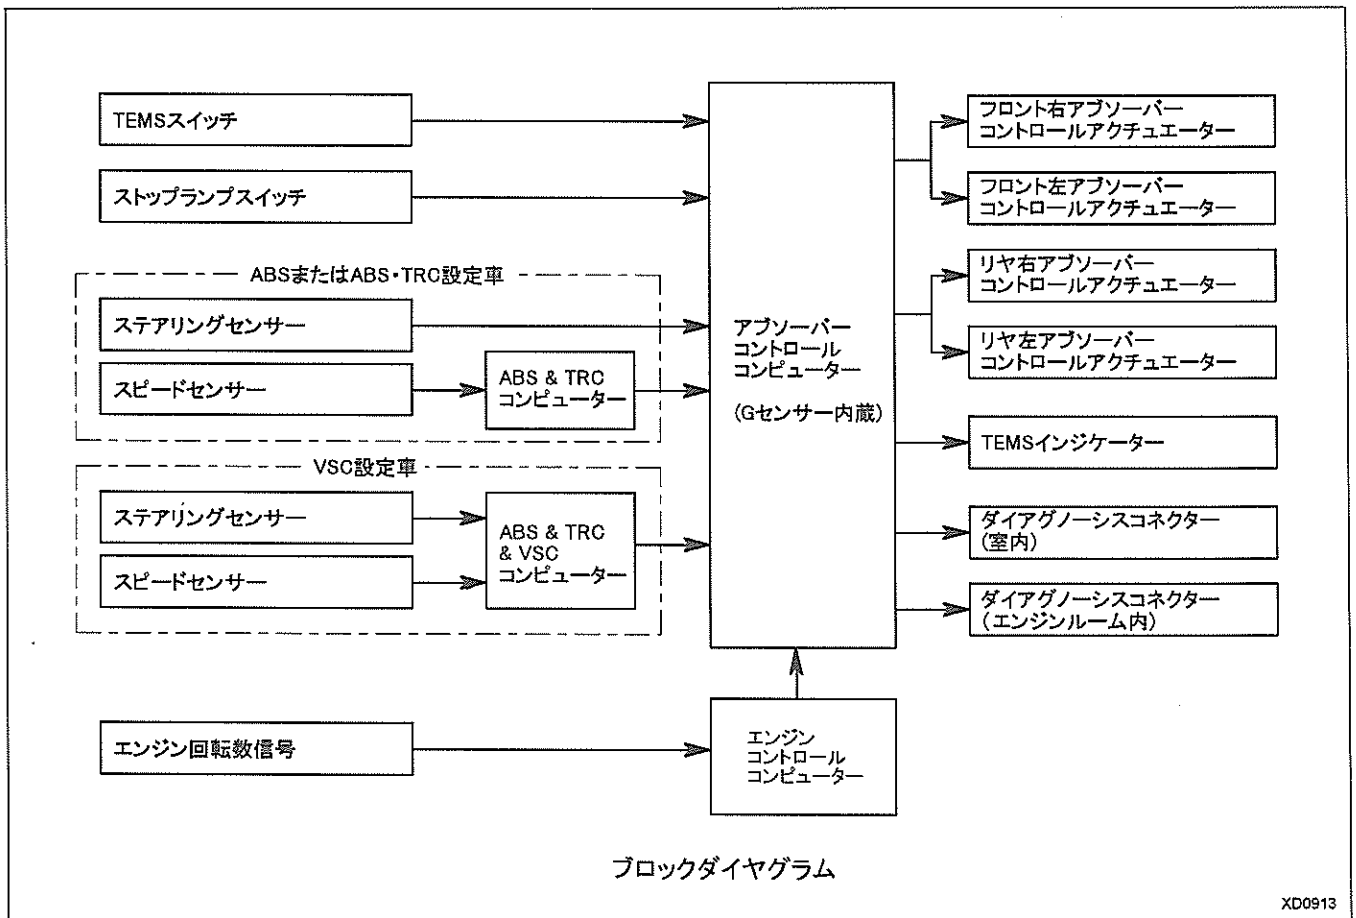 TEMSスイッチ
ストップランプスイッチ
ABSまたはABS・TRC設定車
ステアリングセンサー
スピードセンサー
ABS & TRC
コンピューター
VSC設定車
ステアリングセンサー
スピードセンサー
ABS & TRC
& VSC
コンピューター
エンジン回転数信号
アブソーバー
コントロール
コンピューター
(Gセンサー内蔵)
エンジン
コントロール
コンピューター
フロント右アブソーバー
コントロールアクチュエーター
フロント左アブソーバー
コントロールアクチュエーター
リヤ右アブソーバー
コントロールアクチュエーター
リヤ左アブソーバー
コントロールアクチュエーター
TEMSインジケーター
ダイアグノーシスコネクター
(室内)
ダイアグノーシスコネクター
(エンジンルーム内)
ブロックダイヤグラム
XD0913